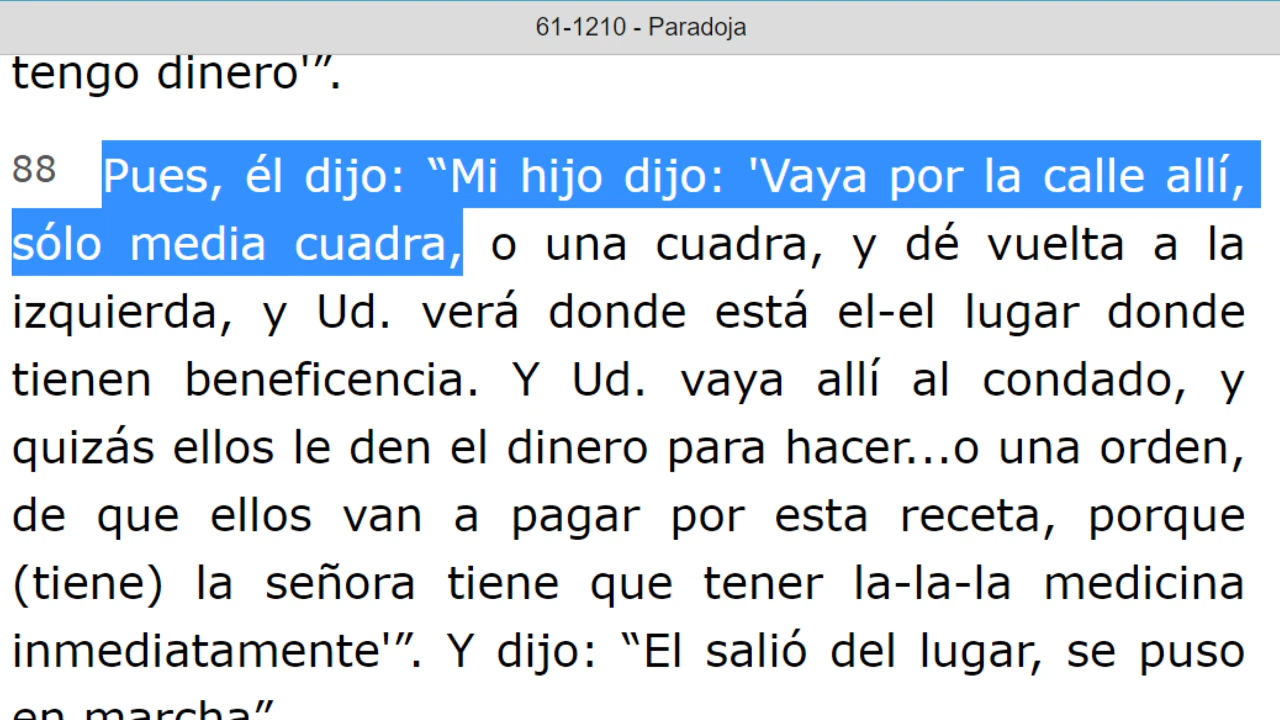 61-1210 - Paradoja
tengo dinero'”.
88 Pues, él dijo: “Mi hijo dijo: 'Vaya por la calle allí,
sólo media cuadra, o una cuadra, y dé vuelta a la
izquierda, y Ud. verá donde está el-el lugar donde
tienen beneficencia. Y Ud. vaya allí al condado, y
quizás ellos le den el dinero para hacer...o una orden,
de que ellos van a pagar por esta receta, porque
(tiene) la señora tiene que tener la-la-la medicina
inmediatamente'”. Y dijo: “El salió del lugar, se puso
en marcha”